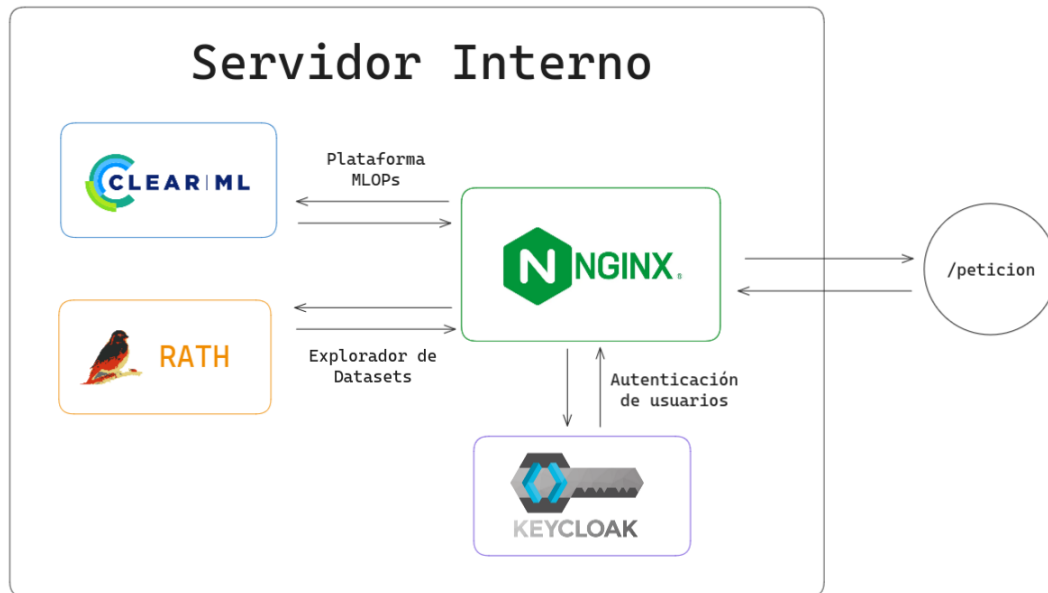 Servidor Interno
CLEAR|ML
Plataforma
MLOPs
NGINX
/peticion
RATH
Explorador de
Datasets
Autenticación
de usuarios
KEYCLOAK